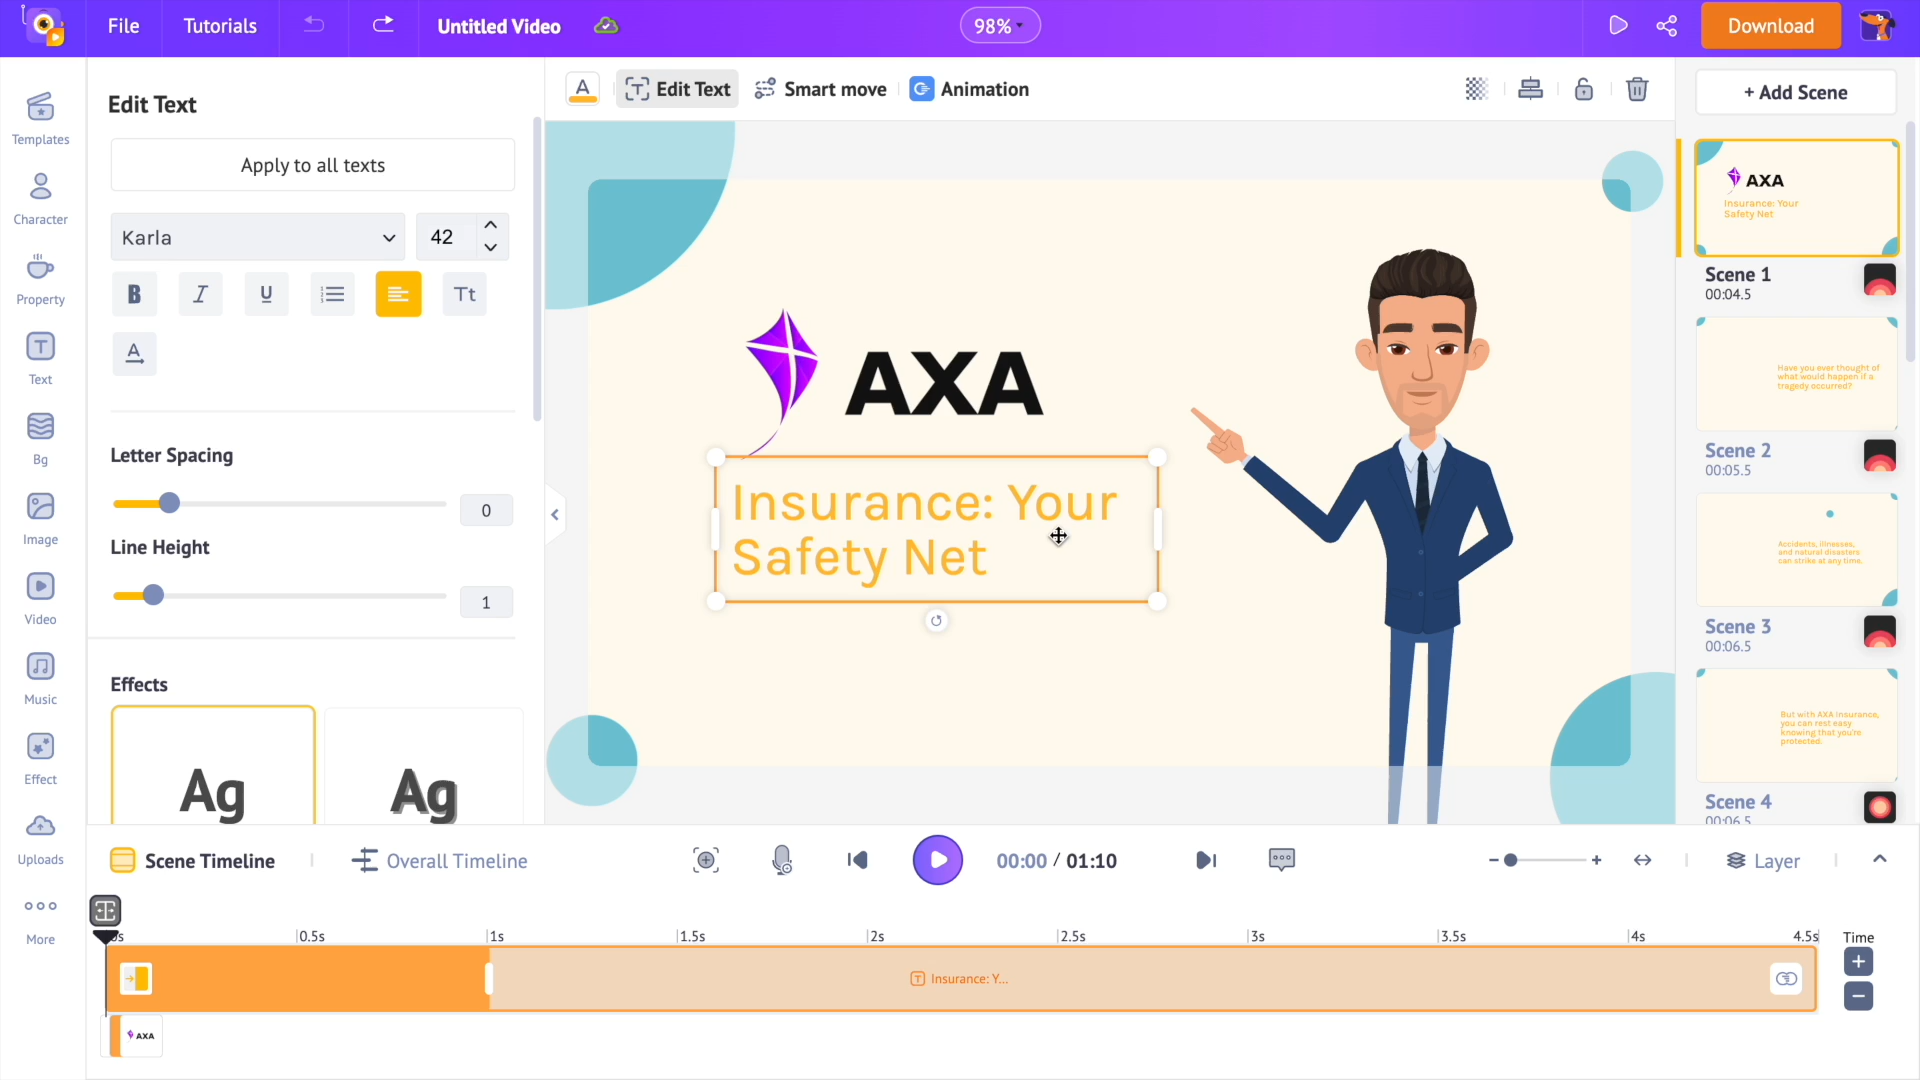 File
Tutorials
Untitled Video
98%
Download
Templates
Character
Property
Text
Bg
Image
Video
Music
Effect
Uploads
More
Edit Text
Apply to all texts
Karla
42
B
I
U
Tt
A
Letter Spacing
0
Line Height
1
Effects
Ag
Ag
A
Edit Text
Smart move
Animation
AXA
Insurance: Your
Safety Net
+ Add Scene
AXA
Insurance: Your
Safety Net
Scene 1
00:04.5
Have you ever thought of
what would happen if a
tragedy occurred?
Scene 2
00:05.5
Accidents, illnesses,
and natural disasters
can strike at any time.
Scene 3
00:06.5
But with AXA Insurance,
you can rest easy
knowing that you're
protected.
Scene 4
00:06.5
Scene Timeline
Overall Timeline
00:00 / 01:10
Layer
0.5s
1s
1.5s
2s
2.5s
3s
3.5s
4s
4.5s
Time
Insurance: Y...
AXA